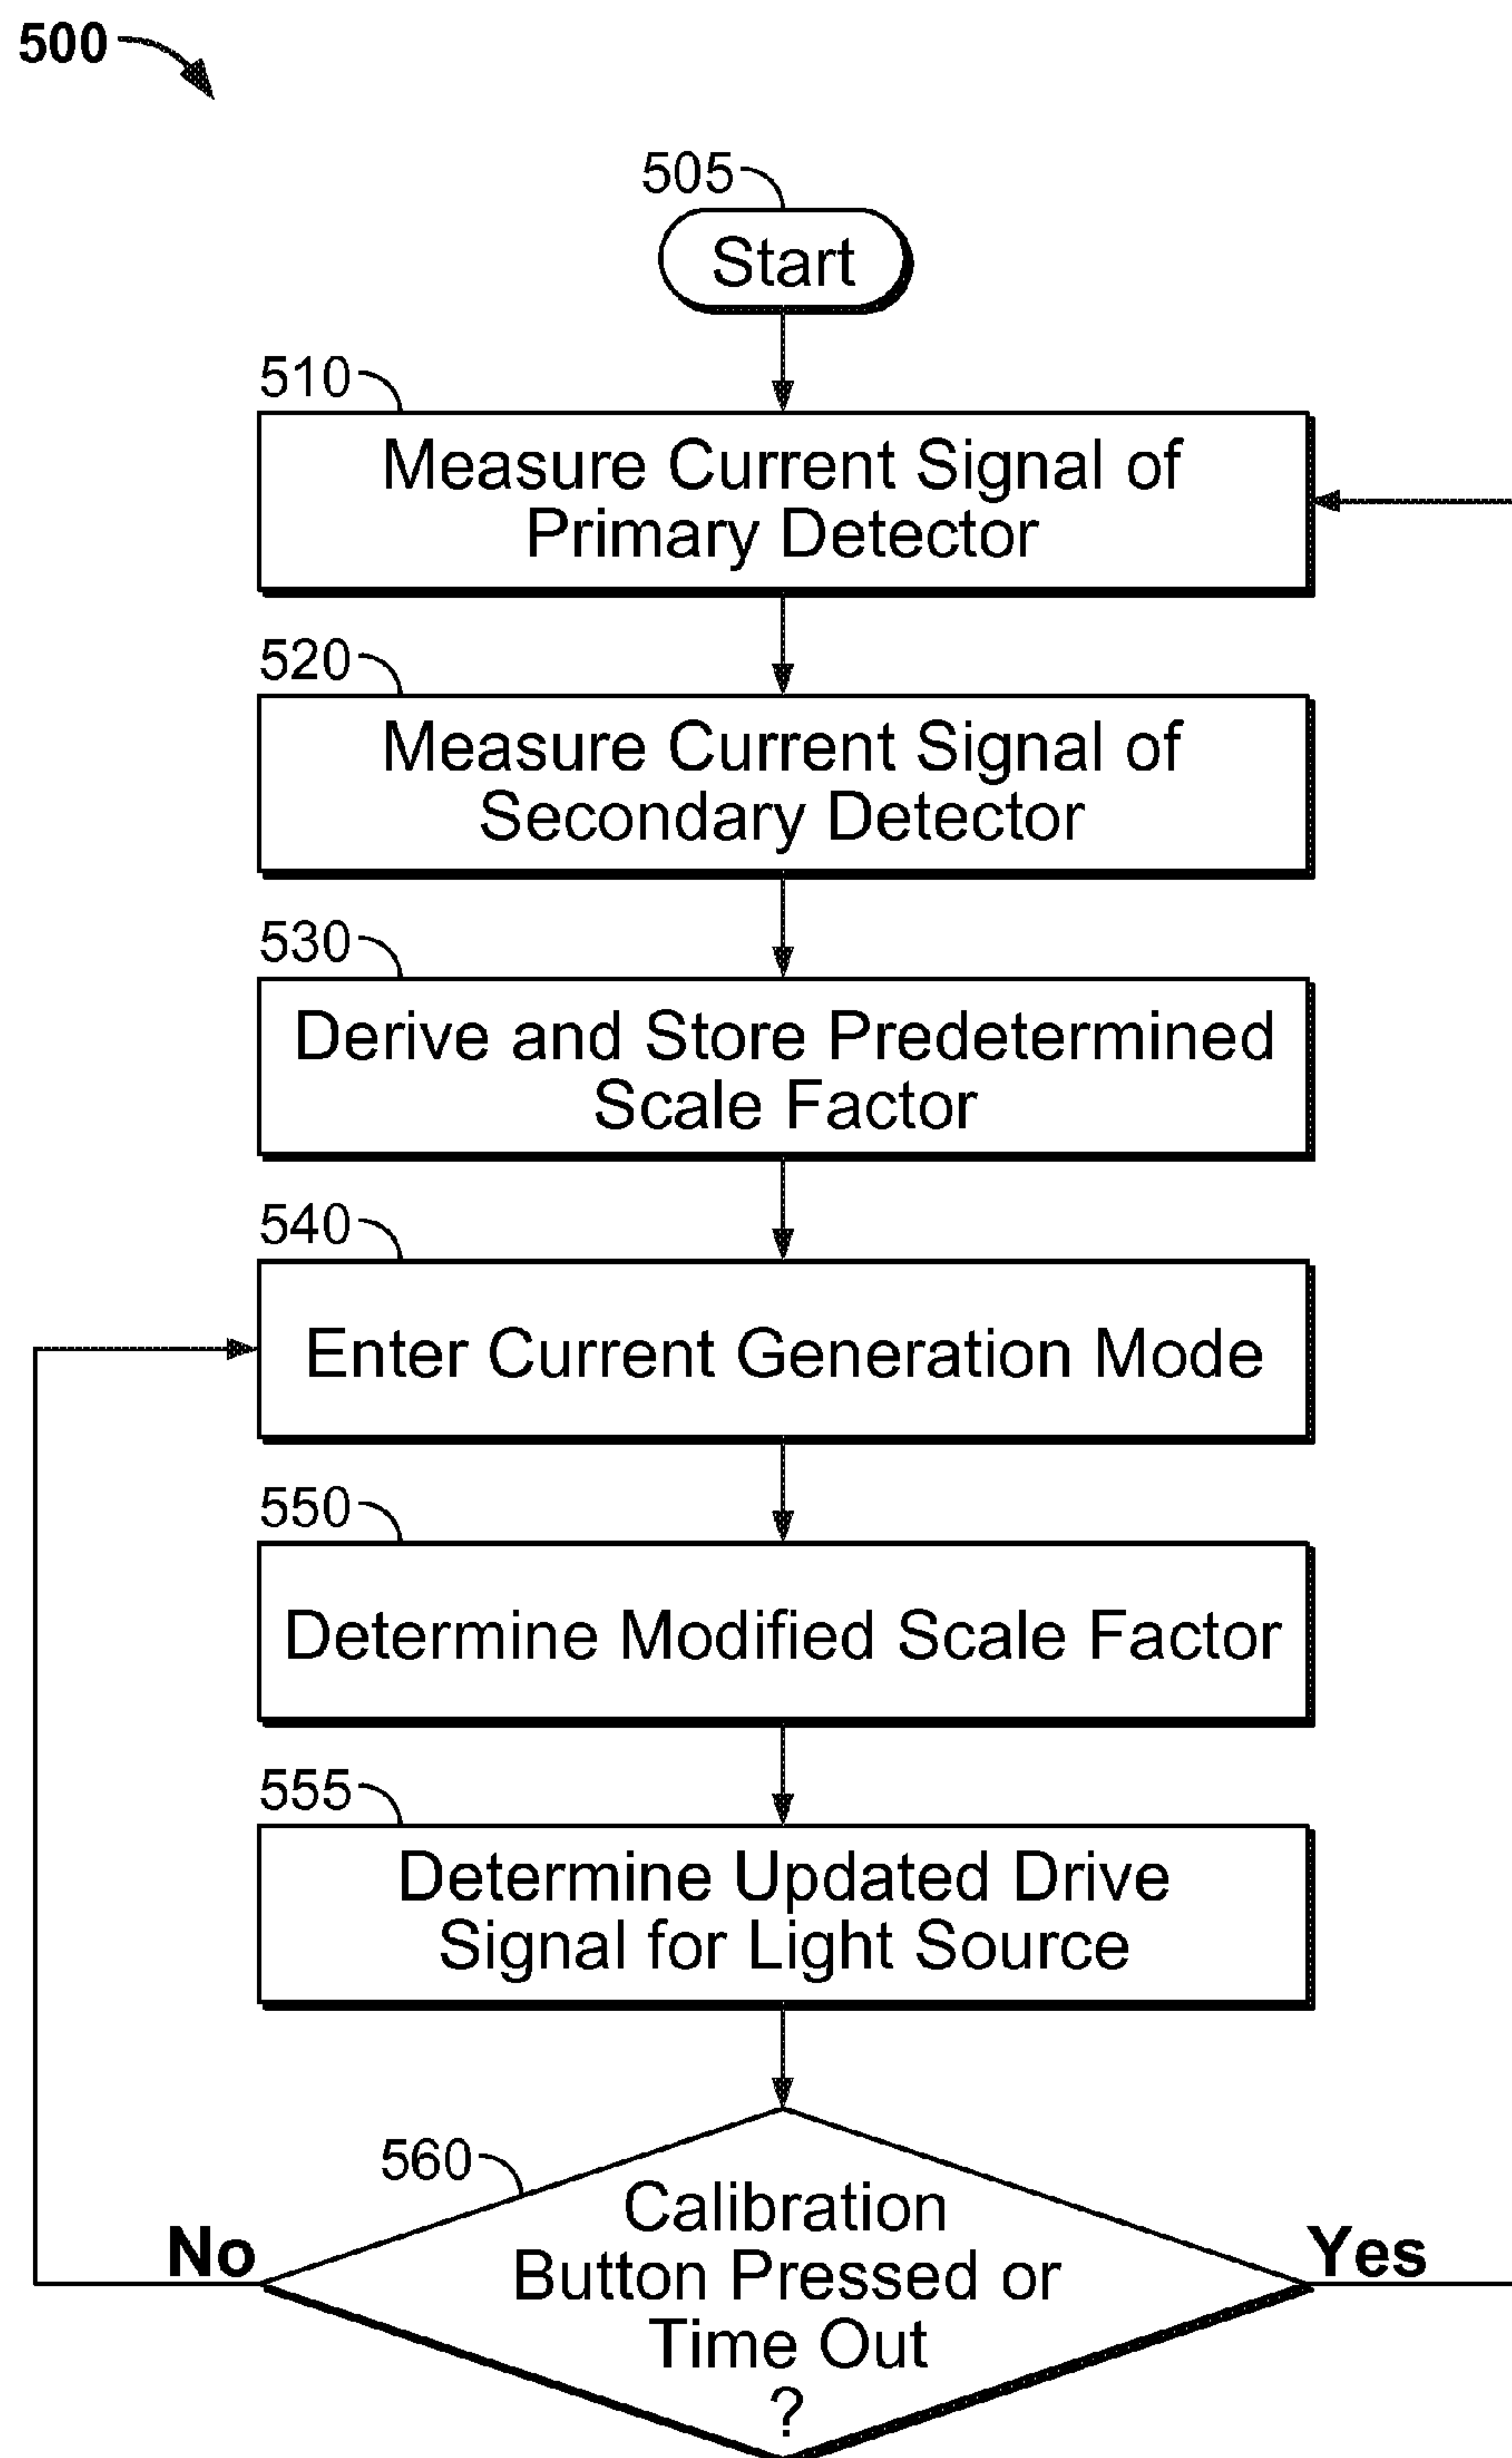 500
505
Start
510
Measure Current Signal of
Primary Detector
520
Measure Current Signal of
Secondary Detector
530
Derive and Store Predetermined
Scale Factor
540
Enter Current Generation Mode
550
Determine Modified Scale Factor
555
Determine Updated Drive
Signal for Light Source
560
Calibration
Button Pressed or
Time Out
?
No
Yes